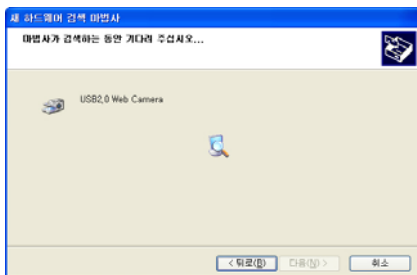 새 하드웨어 검색 마법사
마법사가 검색하는 동안 기다려 주십시오...
USB2,0 Web Camera
< 뒤로(B)
다음(N) >
취소